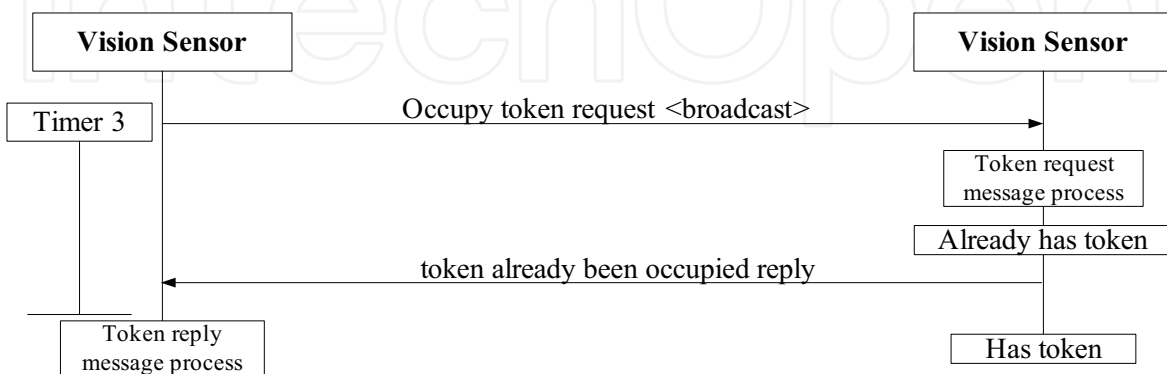 IntechOpen
Vision Sensor
Vision Sensor
Timer 3
Occupy token request <broadcast>
Token request
message process
Already has token
token already been occupied reply
Token reply
message process
Has token